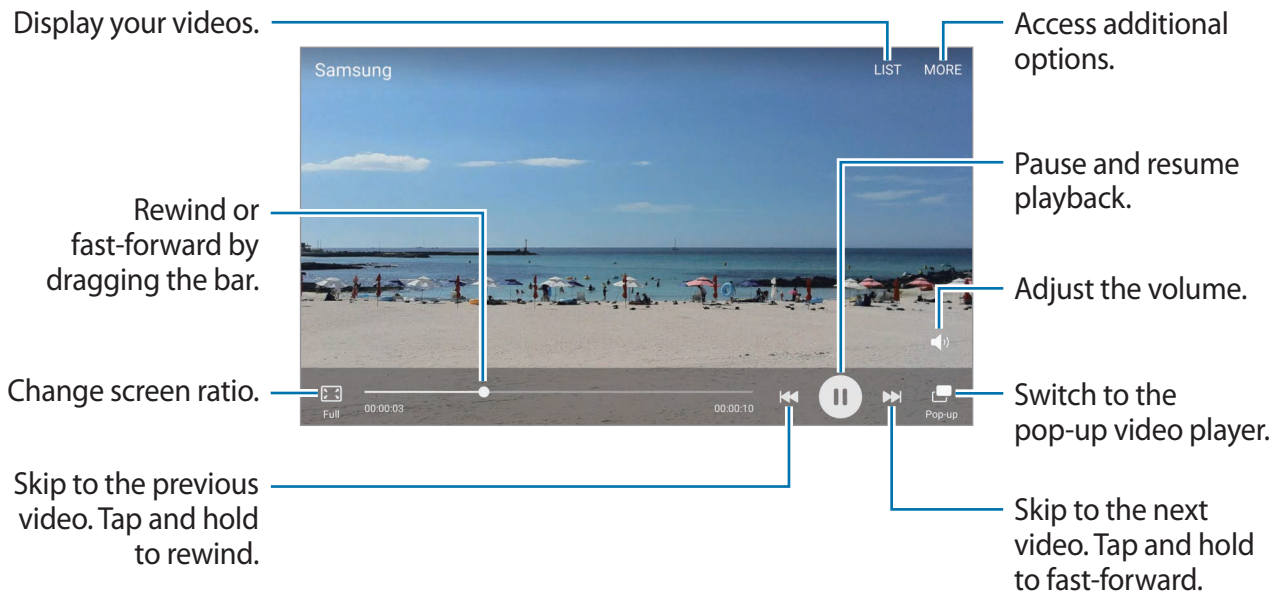 Display your videos.
Access additional
options.
Samsung
LIST
MORE
Pause and resume
playback.
Rewind or
fast-forward by
dragging the bar.
Adjust the volume.
Change screen ratio.
Full
00:00:03
00:00:10
Pop-up
Switch to the
pop-up video player.
Skip to the previous
video. Tap and hold
to rewind.
Skip to the next
video. Tap and hold
to fast-forward.